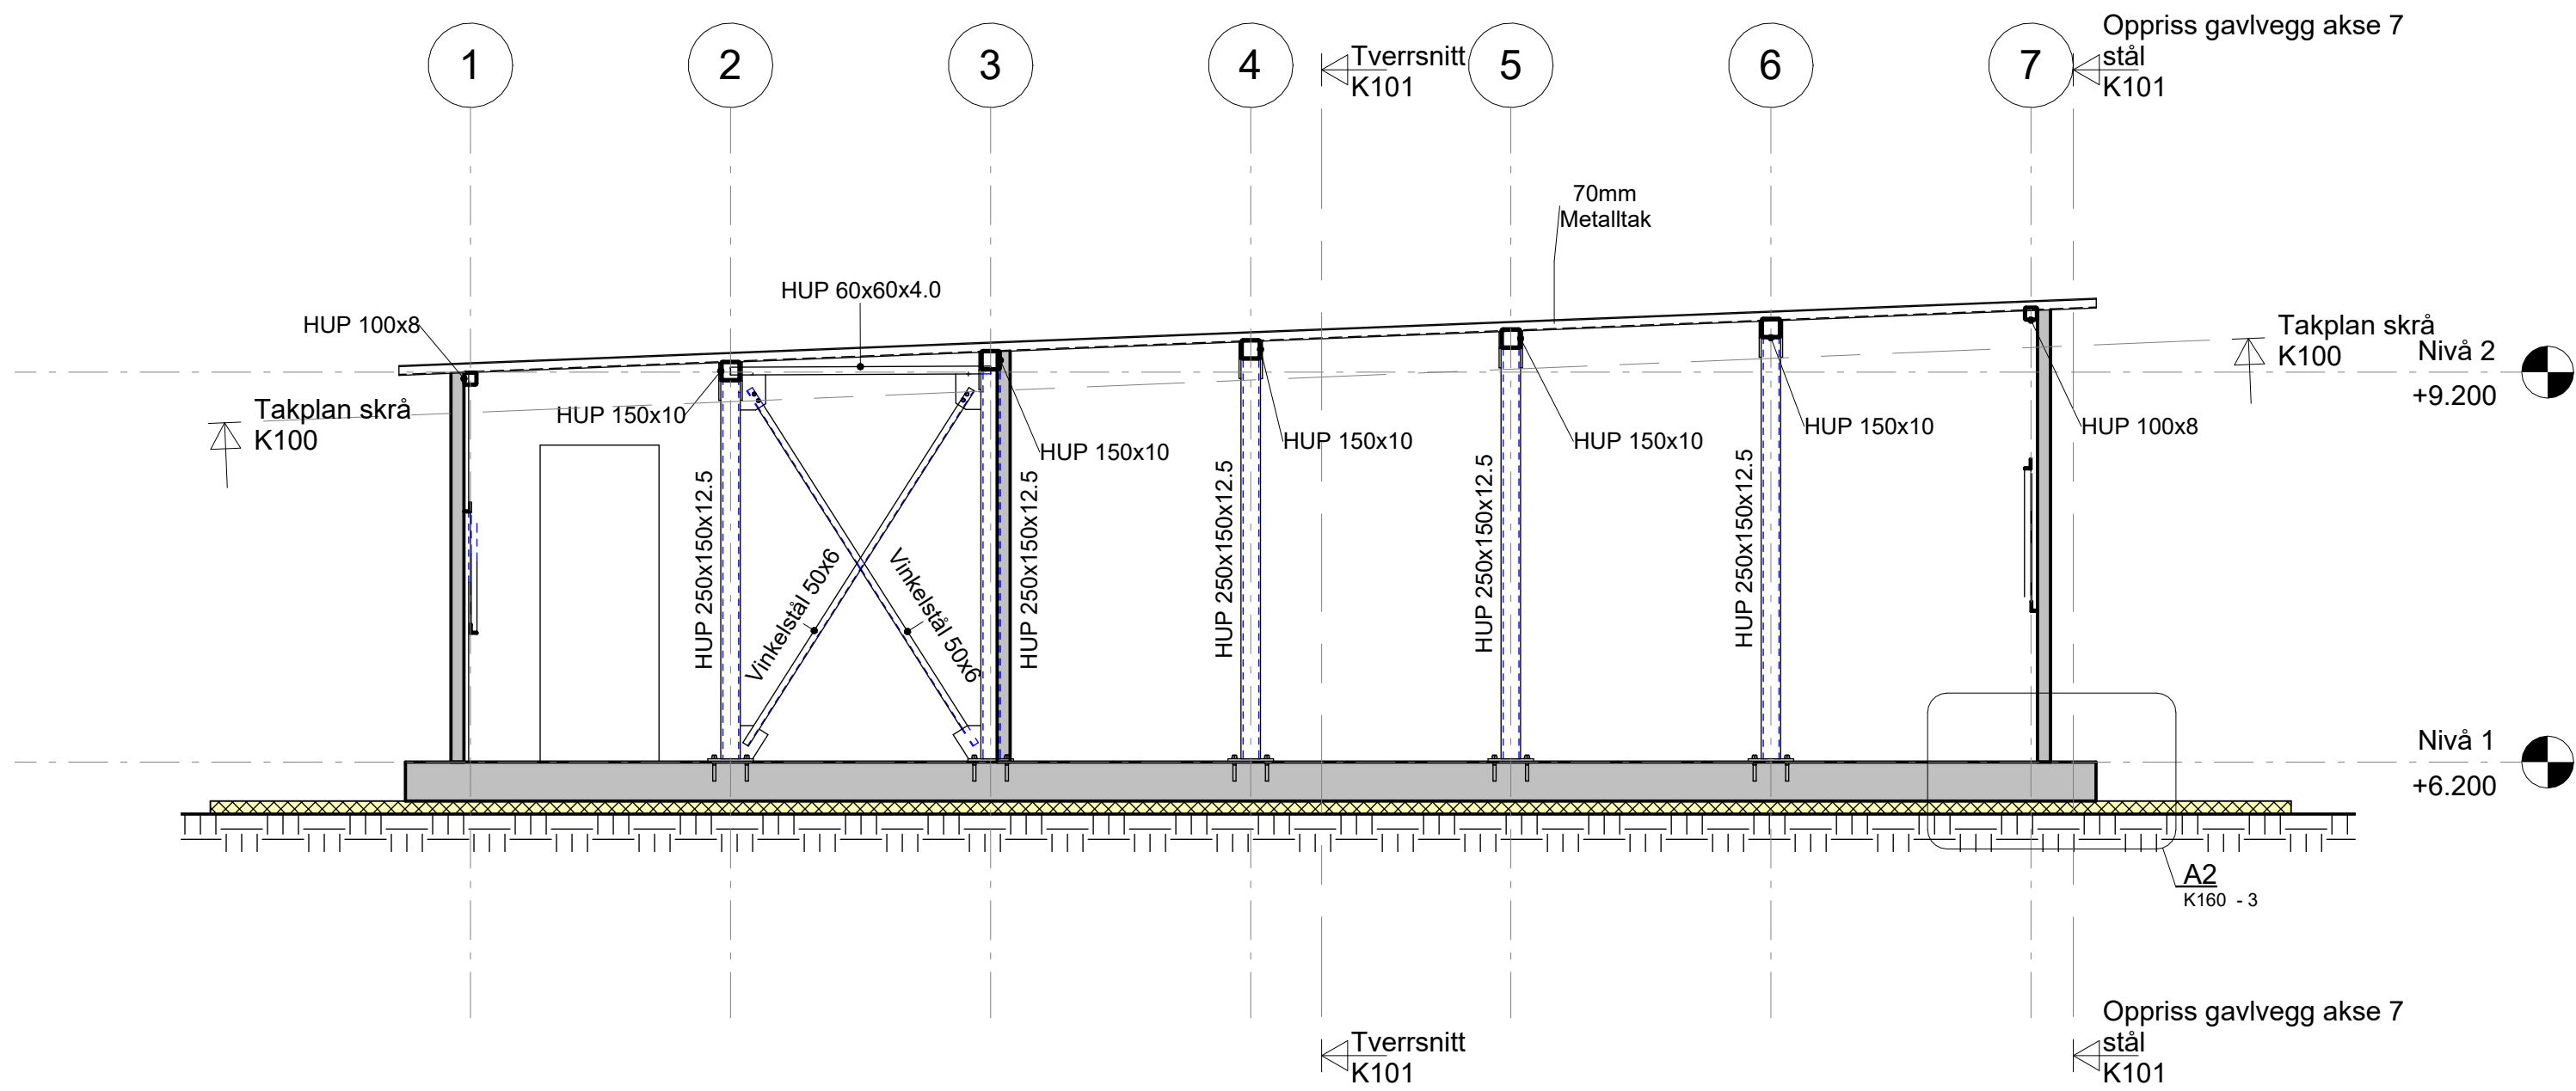 Oppriss gavlvegg akse 7
stål
K101
1
2
3
4
Tverrsnitt
K101
5
6
7
70mm
Metalltak
HUP 60x60x4.0
HUP 100x8
Takplan skrå
K100
Nivå 2
+9.200
Takplan skrå
K100
HUP 150x10
HUP 150x10
HUP 150x10
HUP 150x10
HUP 150x10
HUP 100x8
HUP 250x150x12.5
Vinkelstål 50x6
Vinkelstål 50x6
HUP 250x150x12.5
HUP 250x150x12.5
HUP 250x150x12.5
HUP 250x150x12.5
Nivå 1
+6.200
A2
K160 - 3
Tverrsnitt
K101
Oppriss gavlvegg akse 7
stål
K101